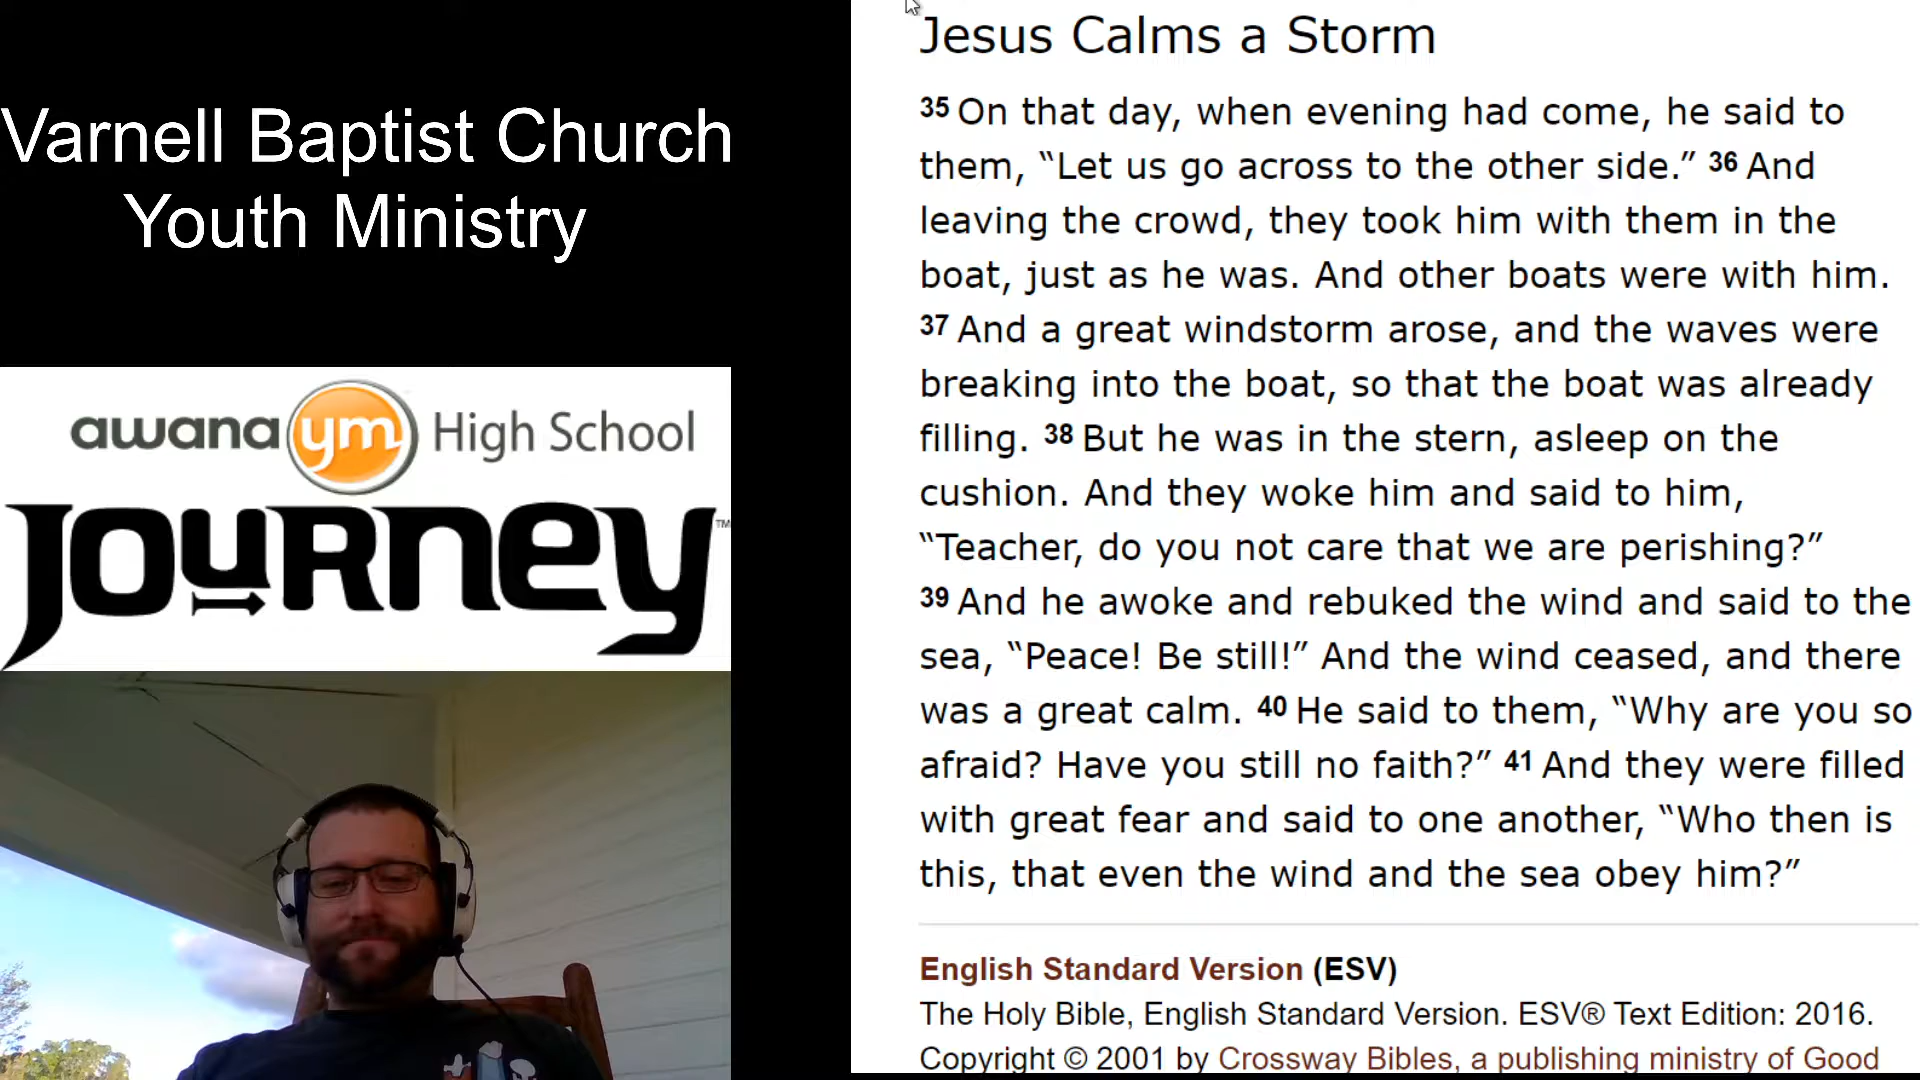 Varnell Baptist Church
Youth Ministry
awana ym High School
JOURNEY™
Jesus Calms a Storm
35 On that day, when evening had come, he said to
them, “Let us go across to the other side.” 36 And
leaving the crowd, they took him with them in the
boat, just as he was. And other boats were with him.
37 And a great windstorm arose, and the waves were
breaking into the boat, so that the boat was already
filling. 38 But he was in the stern, asleep on the
cushion. And they woke him and said to him,
“Teacher, do you not care that we are perishing?”
39 And he awoke and rebuked the wind and said to the
sea, “Peace! Be still!” And the wind ceased, and there
was a great calm. 40 He said to them, “Why are you so
afraid? Have you still no faith?” 41 And they were filled
with great fear and said to one another, “Who then is
this, that even the wind and the sea obey him?”
English Standard Version (ESV)
The Holy Bible, English Standard Version. ESV® Text Edition: 2016.
Copyright © 2001 by Crossway Bibles, a publishing ministry of Good